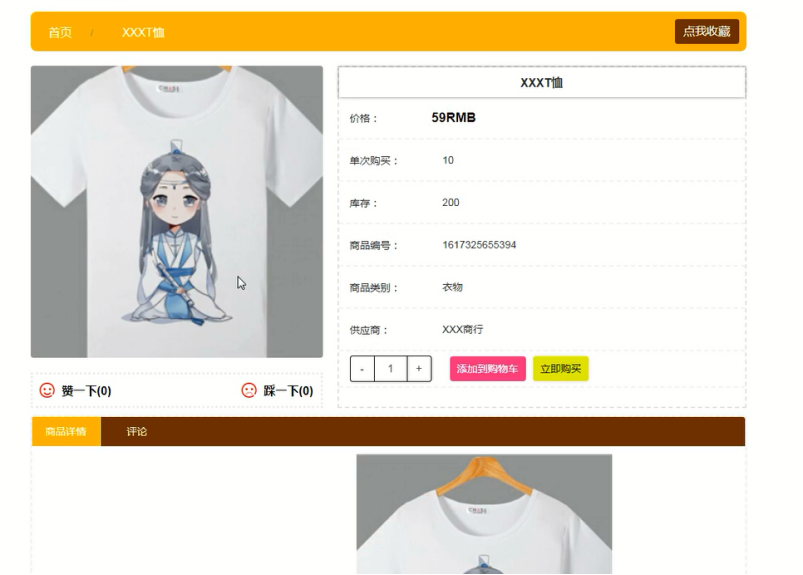 首页 / XXXT恤
点我收藏
XXXT恤
价格： 59RMB
单次购买： 10
库存： 200
商品编号： 1617325655394
商品类别： 衣物
供应商： XXX商行
- 1 + 添加到购物车 立即购买
赞一下(0) 踩一下(0)
商品详情 评论